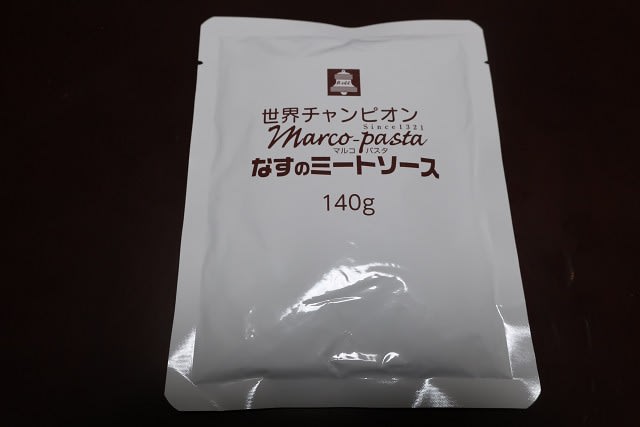 世界チャンピオン
Since1321
Marco-pasta
マルコ パスタ
なすのミートソース
140g